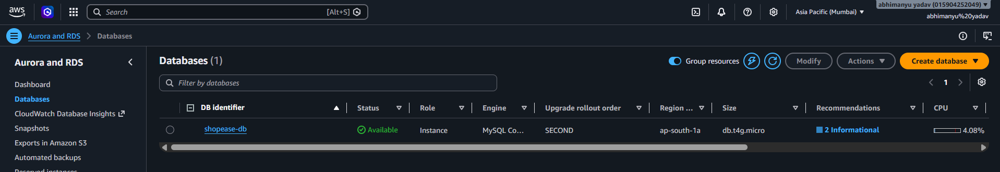 aws
Search [Alt+S]
Asia Pacific (Mumbai)
abhimanyu yadav (015904252049)
abhimanyu%20yadav
Aurora and RDS Databases
Aurora and RDS
Dashboard
Databases
CloudWatch Database Insights
Snapshots
Exports in Amazon S3
Automated backups
Reserved instances
Databases (1)
Group resources Modify Actions Create database
Filter by databases
1
DB identifier Status Role Engine Upgrade rollout order Region ... Size Recommendations CPU
shopease-db Available Instance MySQL Co... SECOND ap-south-1a db.t4g.micro 2 Informational 4.08%